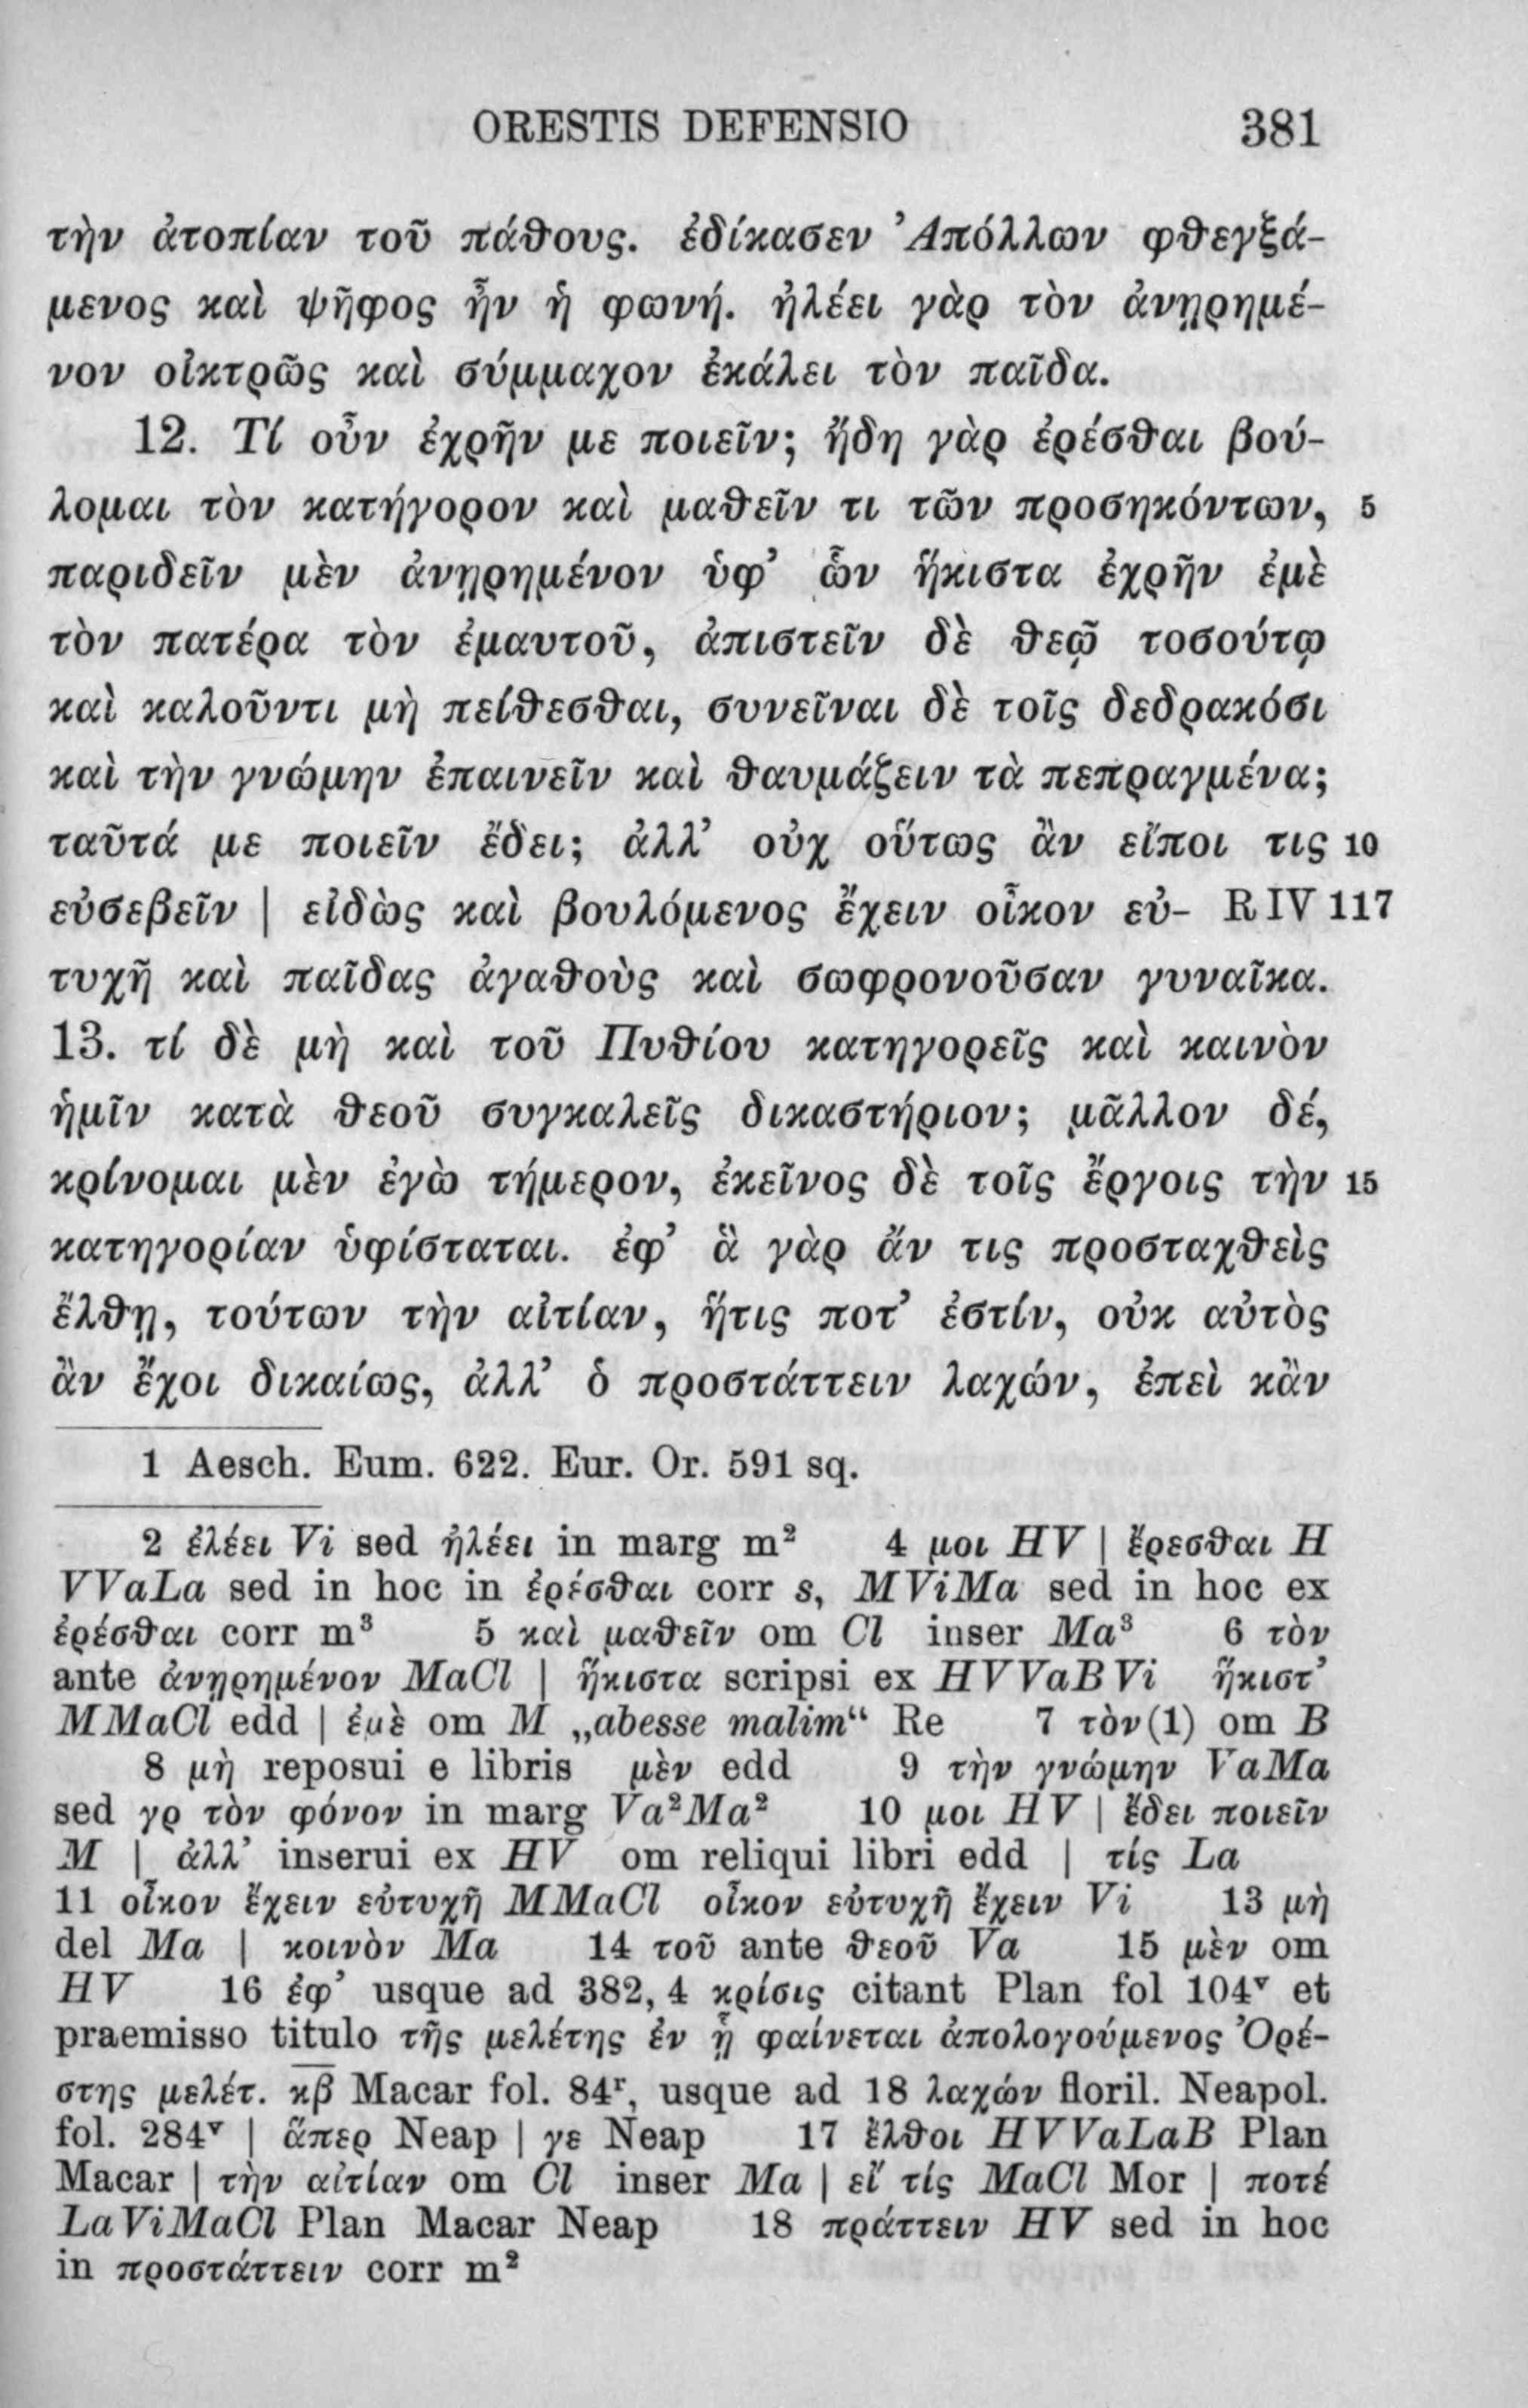 ORESTIS DEFENSIO 381
τὴν ἀτοπίαν τοῦ πάθους. ἐδίκασεν Ἀπόλλων φθεγξά-
μενος καὶ ψῆφος ἦν ἡ φωνή. ἠλέει γὰρ τὸν ἀνῃρημέ-
νον οἰκτρῶς καὶ σύμμαχον ἐκάλει τὸν παῖδα.
12. Τί οὖν ἐχρῆν με ποιεῖν; ἤδη γὰρ ἐρέσθαι βού-
λομαι τὸν κατήγορον καὶ μαθεῖν τι τῶν προσηκόντων, 5
παριδεῖν μὲν ἀνῃρημένον ὑφ’ ὧν ἥκιστα ἐχρῆν ἐμὲ
τὸν πατέρα τὸν ἐμαυτοῦ, ἀπιστεῖν δὲ θεῷ τοσούτῳ
καὶ καλοῦντι μὴ πείθεσθαι, συνεῖναι δὲ τοῖς δεδρακόσι
καὶ τὴν γνώμην ἐπαινεῖν καὶ θαυμάζειν τὰ πεπραγμένα;
ταῦτά με ποιεῖν ἔδει; ἀλλ’ οὐχ οὕτως ἂν εἴποι τις 10
εὐσεβεῖν | εἰδὼς καὶ βουλόμενος ἔχειν οἶκον εὐ- R IV 117
τυχῆ καὶ παῖδας ἀγαθοὺς καὶ σωφρονοῦσαν γυναῖκα.
13. τί δὲ μὴ καὶ τοῦ Πυθίου κατηγορεῖς καὶ καινὸν
ἡμῖν κατὰ θεοῦ συγκαλεῖς δικαστήριον; μᾶλλον δέ,
κρίνομαι μὲν ἐγὼ τήμερον, ἐκεῖνος δὲ τοῖς ἔργοις τὴν 15
κατηγορίαν ὑφίσταται. ἐφ’ ἃ γὰρ ἄν τις προσταχθεὶς
ἔλθῃ, τούτων τὴν αἰτίαν, ἥτις ποτ’ ἐστίν, οὐκ αὐτὸς
ἂν ἔχοι δικαίως, ἀλλ’ ὁ προστάττειν λαχών, ἐπεὶ κἂν
1 Aesch. Eum. 622. Eur. Or. 591 sq.
2 ἐλέει Vi sed ἠλέει in marg m² 4 μοι HV | ἔρεσθαι H
VVaLa sed in hoc in ἐρέσθαι corr s, MViMa sed in hoc ex
ἐρέσθαι corr m³ 5 καὶ μαθεῖν om Cl inser Ma³ 6 τὸν
ante ἀνῃρημένον MaCl | ἥκιστα scripsi ex HVVaBVi ἥκιστ’
MMaCl edd | ἐμὲ om M „abesse malim“ Re 7 τὸν(1) om B
8 μὴ reposui e libris μὲν edd 9 τὴν γνώμην VaMa
sed γρ τὸν φόνον in marg Va²Ma² 10 μοι HV | ἔδει ποιεῖν
M | ἀλλ’ inserui ex HV om reliqui libri edd | τίς La
11 οἶκον ἔχειν εὐτυχῆ MMaCl οἶκον εὐτυχῆ ἔχειν Vi 13 μὴ
del Ma | κοινὸν Ma 14 τοῦ ante θεοῦ Va 15 μὲν om
HV 16 ἐφ’ usque ad 382, 4 κρίσις citant Plan fol 104ᵛ et
praemisso titulo τῆς μελέτης ἐν ᾗ φαίνεται ἀπολογούμενος Ὀρέ-
στης μελέτ. κ̅β̅ Macar fol. 84ʳ, usque ad 18 λαχών floril. Neapol.
fol. 284ᵛ | ἅπερ Neap | γε Neap 17 ἔλθοι HVVaLaB Plan
Macar | τὴν αἰτίαν om Cl inser Ma | εἴ τίς MaCl Mor | ποτέ
LaViMaCl Plan Macar Neap 18 πράττειν HV sed in hoc
in προστάττειν corr m²